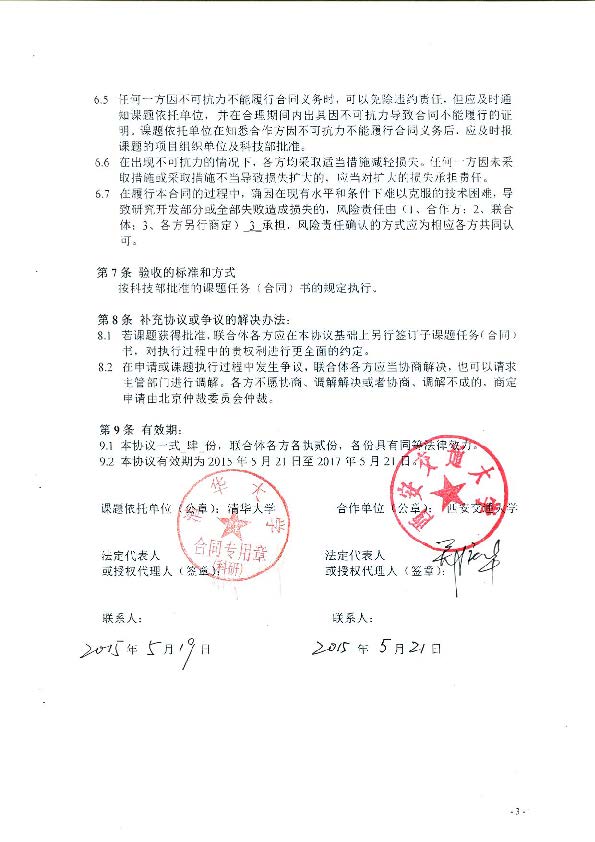 6.5 任何一方因不可抗力不能履行合同义务时，可以免除违约责任，但应及时通
知课题依托单位，并在合理期间内出具因不可抗力导致合同不能履行的证
明。课题依托单位在知悉合作方因不可抗力不能履行合同义务后，应及时报
课题的项目组织单位及科技部批准。
6.6 在出现不可抗力的情况下，各方均采取适当措施减轻损失。任何一方因未采
取措施或采取措施不当导致损失扩大的，应当对扩大的损失承担责任。
6.7 在履行本合同的过程中，确因在现有水平和条件下难以克服的技术困难，导
致研究开发部分或全部失败造成损失的，风险责任由（1、合作方；2、联合
体；3、各方另行商定）3 承担，风险责任确认的方式应为相应各方共同认
可。
第 7 条 验收的标准和方式
按科技部批准的课题任务（合同）书的规定执行。
第 8 条 补充协议或争议的解决办法：
8.1 若课题获得批准，联合体各方应在本协议基础上另行签订子课题任务（合同）
书，对执行过程中的责权利进行更全面的约定。
8.2 在申请或课题执行过程中发生争议，联合体各方应当协商解决，也可以请求
主管部门进行调解。各方不愿协商、调解解决或者协商、调解不成的，商定
申请由北京仲裁委员会仲裁。
第 9 条 有效期：
9.1 本协议一式 肆 份，联合体各方各执贰份，各份具有同等法律效力。
9.2 本协议有效期为 2015 年 5 月 21 日至 2017 年 5 月 21 日。
西安交通大学
清华大学
合同专用章
(科研)
课题依托单位（公章）：清华大学 合作单位（公章）：西安交通大学
法定代表人 法定代表人
或授权代理人（签章）： 或授权代理人（签章）：
联系人： 联系人：
2015 年 5 月 19 日 2015 年 5 月 21 日
- 3 -